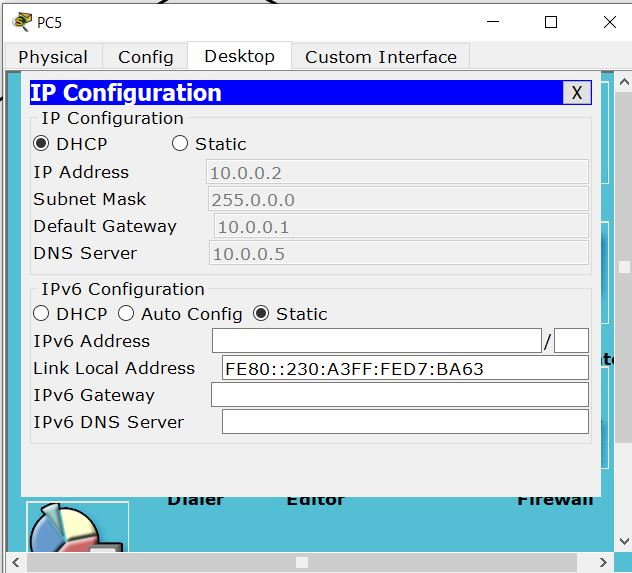 PC5
Physical Config Desktop Custom Interface
IP Configuration X
IP Configuration
DHCP Static
IP Address 10.0.0.2
Subnet Mask 255.0.0.0
Default Gateway 10.0.0.1
DNS Server 10.0.0.5
IPv6 Configuration
DHCP Auto Config Static
IPv6 Address /
Link Local Address FE80::230:A3FF:FED7:BA63
IPv6 Gateway
IPv6 DNS Server
Dialer Editor Firewall